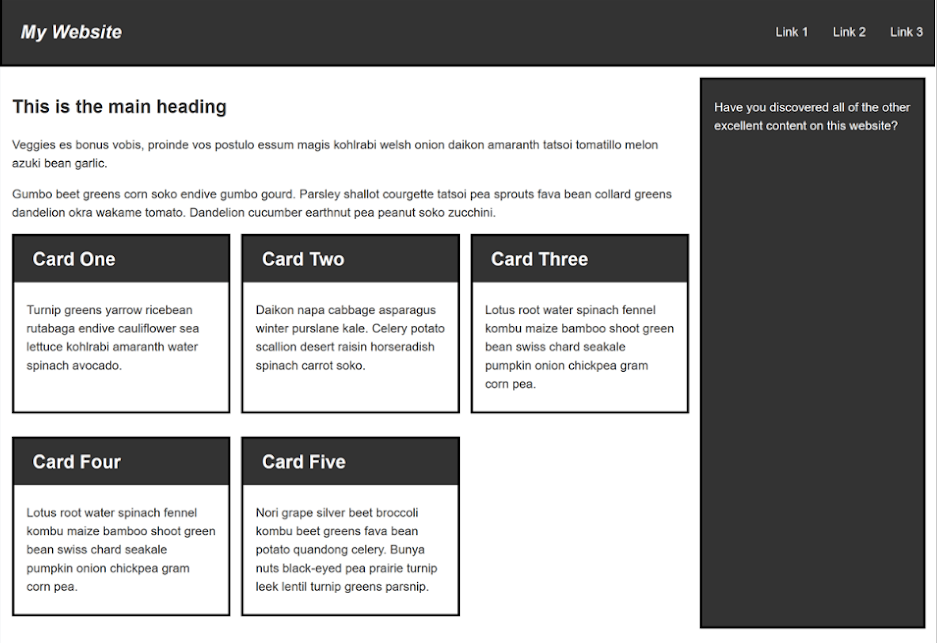 My Website
Link 1 Link 2 Link 3
This is the main heading
Veggies es bonus vobis, proinde vos postulo essum magis kohlrabi welsh onion daikon amaranth tatsoi tomatillo melon
azuki bean garlic.
Gumbo beet greens corn soko endive gumbo gourd. Parsley shallot courgette tatsoi pea sprouts fava bean collard greens
dandelion okra wakame tomato. Dandelion cucumber earthnut pea peanut soko zucchini.
Card One
Turnip greens yarrow ricebean
rutabaga endive cauliflower sea
lettuce kohlrabi amaranth water
spinach avocado.
Card Two
Daikon napa cabbage asparagus
winter purslane kale. Celery potato
scallion desert raisin horseradish
spinach carrot soko.
Card Three
Lotus root water spinach fennel
kombu maize bamboo shoot green
bean swiss chard seakale
pumpkin onion chickpea gram
corn pea.
Card Four
Lotus root water spinach fennel
kombu maize bamboo shoot green
bean swiss chard seakale
pumpkin onion chickpea gram
corn pea.
Card Five
Nori grape silver beet broccoli
kombu beet greens fava bean
potato quandong celery. Bunya
nuts black-eyed pea prairie turnip
leek lentil turnip greens parsnip.
Have you discovered all of the other
excellent content on this website?